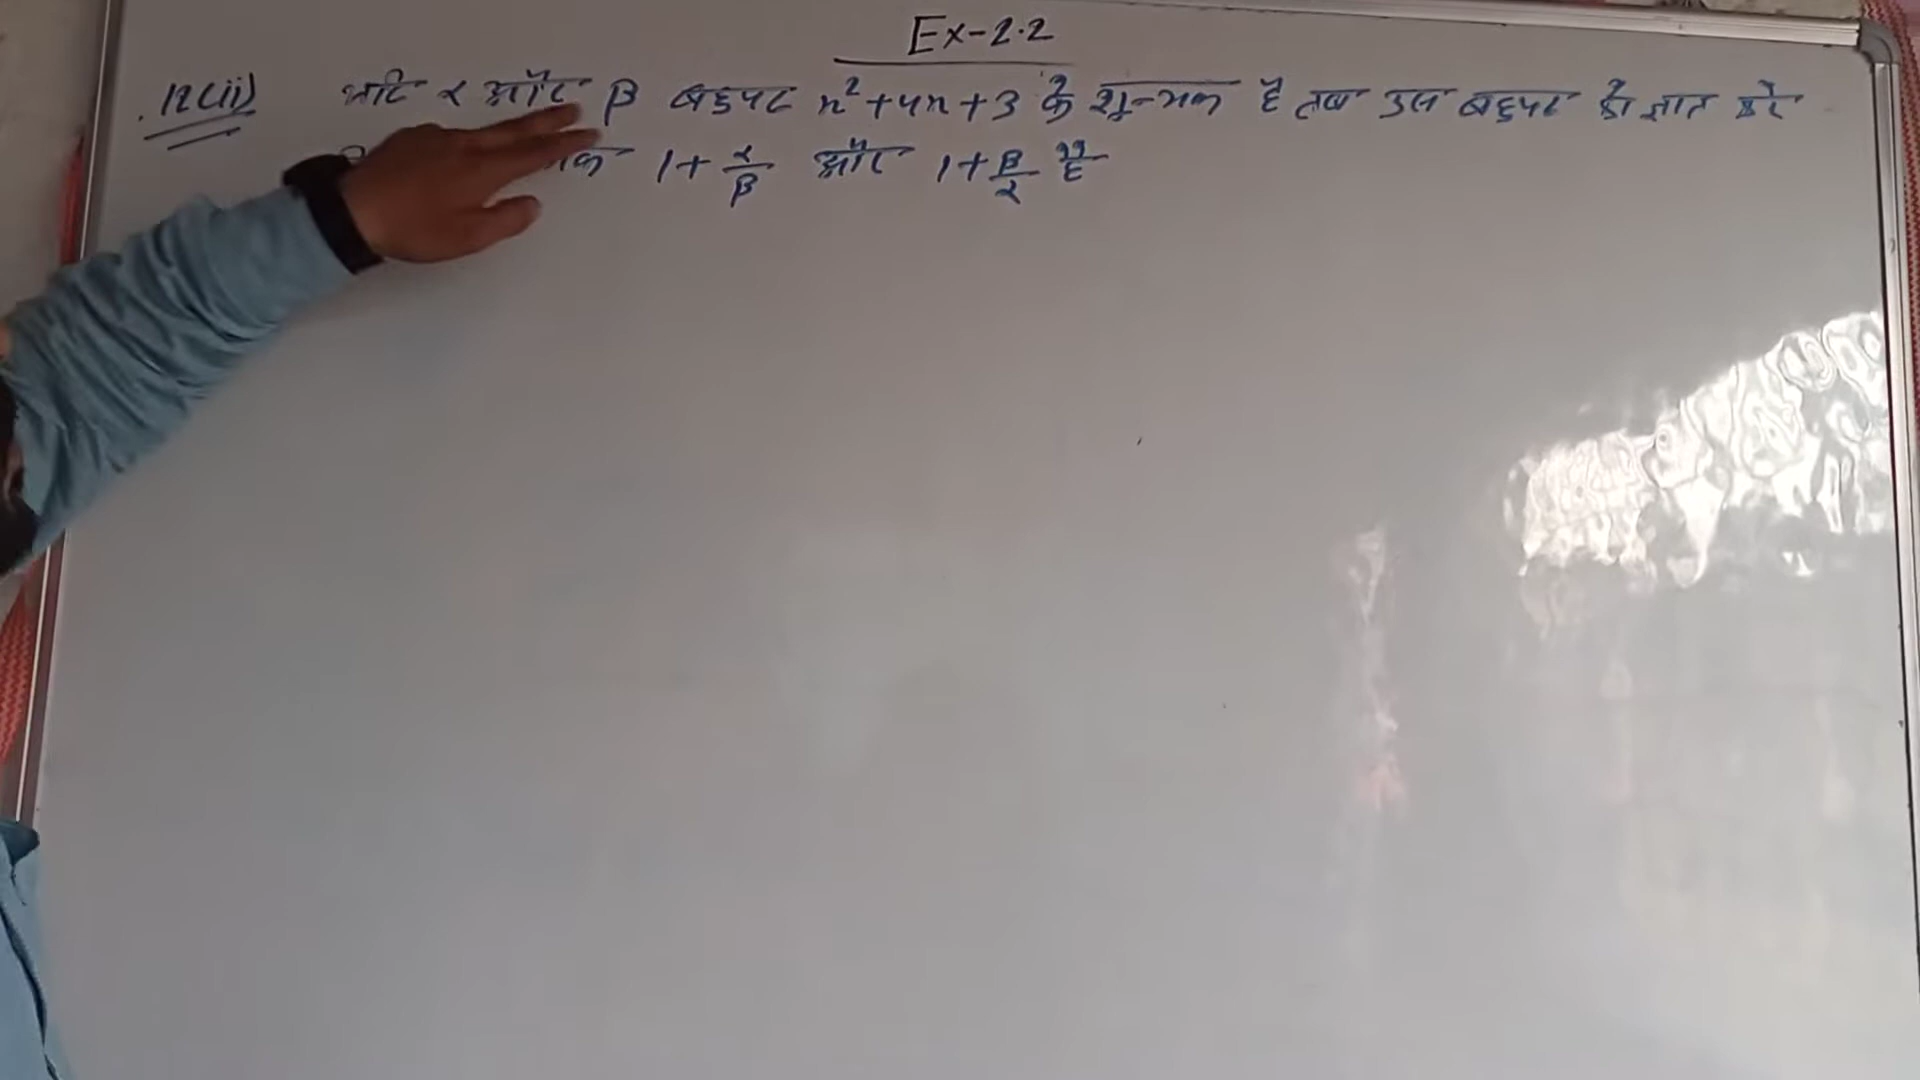 Ex-2.2
12(ii) यदि α और β बहुपद x²+4x+3 के शून्यक है तब उस बहुपद को ज्ञात करे
1+α/β और 1+β/α है